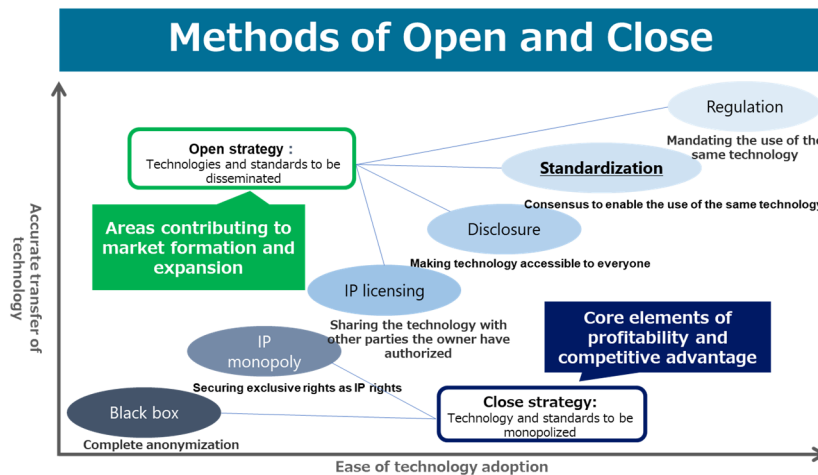 Methods of Open and Close
Regulation
Mandating the use of the
same technology
Open strategy :
Technologies and standards to be
disseminated
Standardization
Consensus to enable the use of the same technology
Areas contributing to
market formation and
expansion
Disclosure
Making technology accessible to everyone
IP licensing
Sharing the technology with
other parties the owner have
authorized
Core elements of
profitability and
competitive advantage
IP
monopoly
Securing exclusive rights as IP rights
Close strategy:
Technology and standards to be
monopolized
Black box
Complete anonymization
Accurate transfer of
technology
Ease of technology adoption